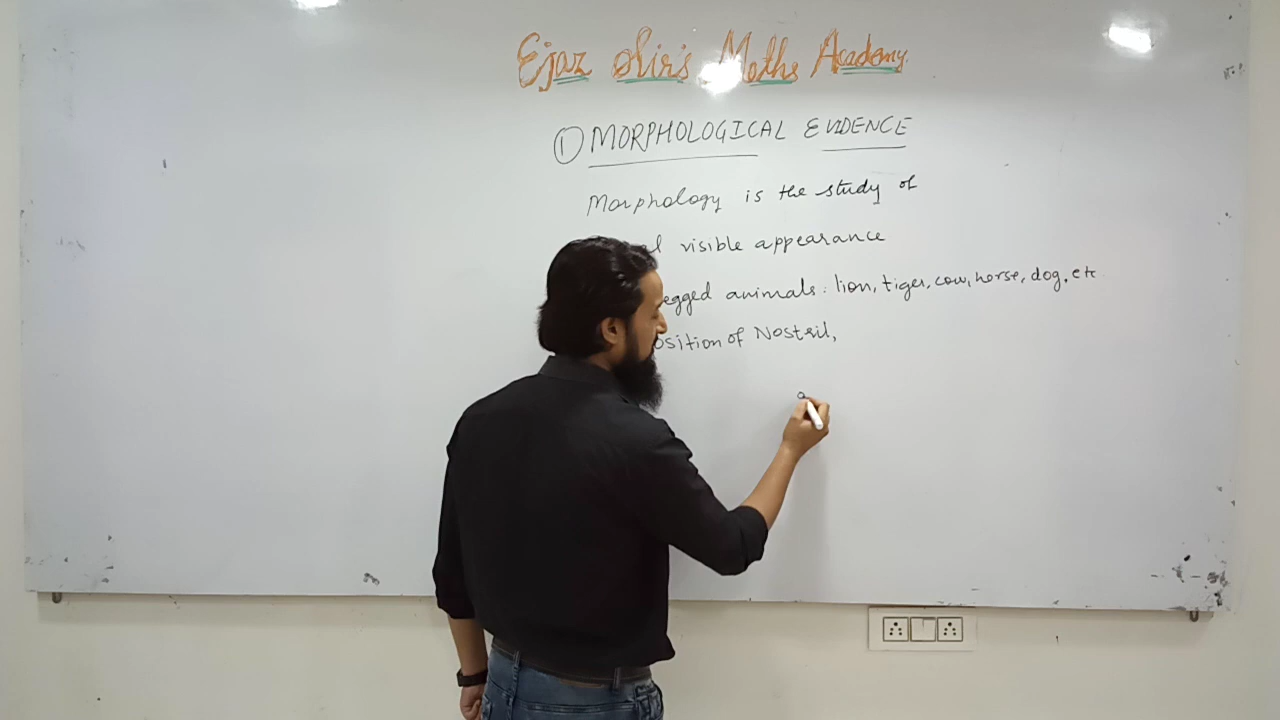 Ejaz Sir's Maths Academy.
① MORPHOLOGICAL EVIDENCE
Morphology is the study of
visible appearance
egged animals : lion, tiger, cow, horse, dog, etc
osition of Nostril,